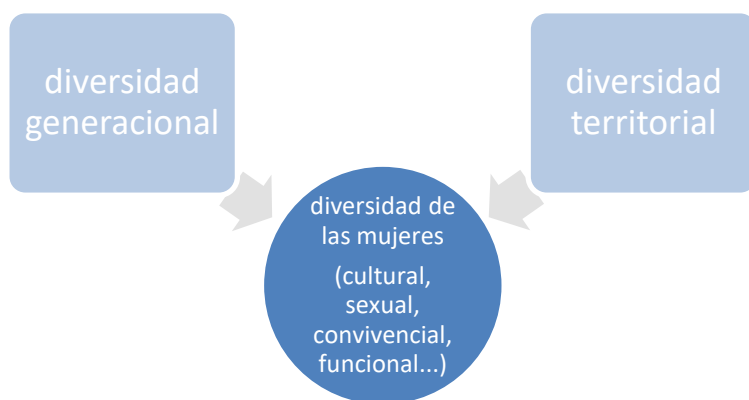 diversidad
generacional
diversidad
territorial
diversidad de
las mujeres
(cultural,
sexual,
convivencial,
funcional...)